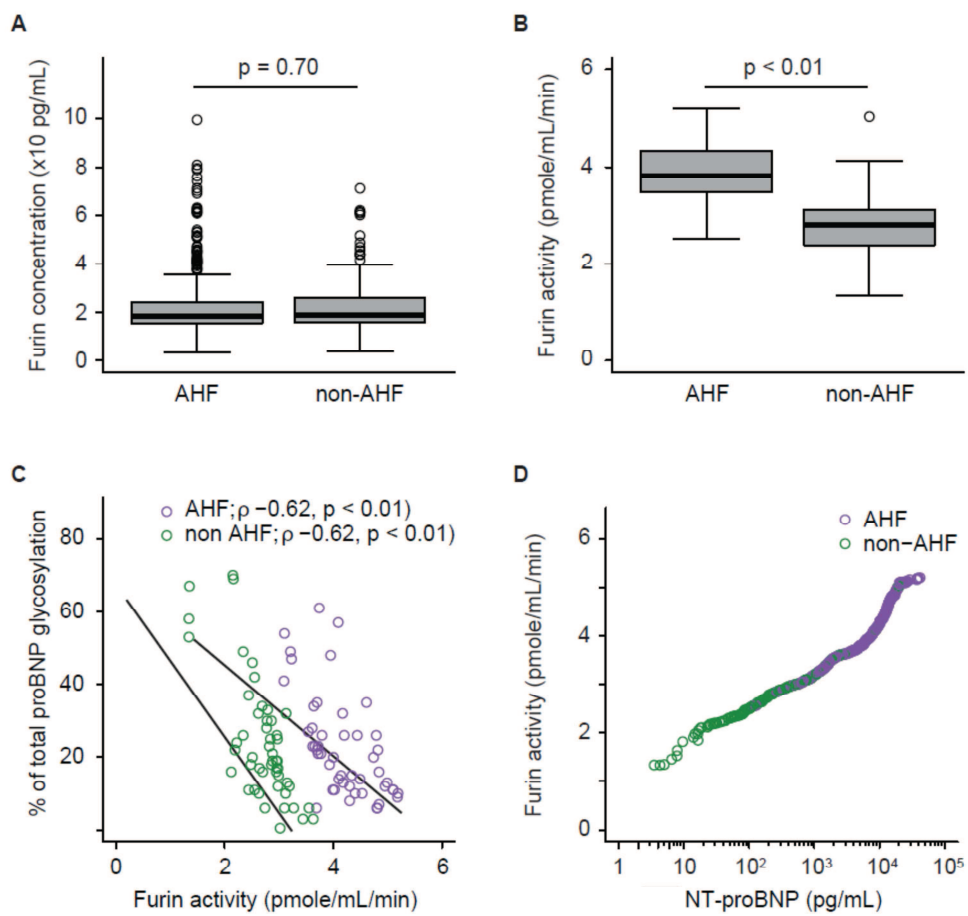 A
p = 0.70
Furin concentration (x10 pg/mL)
10
8
6
4
2
0
AHF
non-AHF
B
p < 0.01
Furin activity (pmole/mL/min)
6
4
2
0
AHF
non-AHF
C
AHF;ρ −0.62, p < 0.01)
non AHF;ρ −0.62, p < 0.01)
% of total proBNP glycosylation
80
60
40
20
0
2
4
6
Furin activity (pmole/mL/min)
D
AHF
non−AHF
Furin activity (pmole/mL/min)
6
4
2
0
1
10
10²
10³
10⁴
10⁵
NT-proBNP (pg/mL)